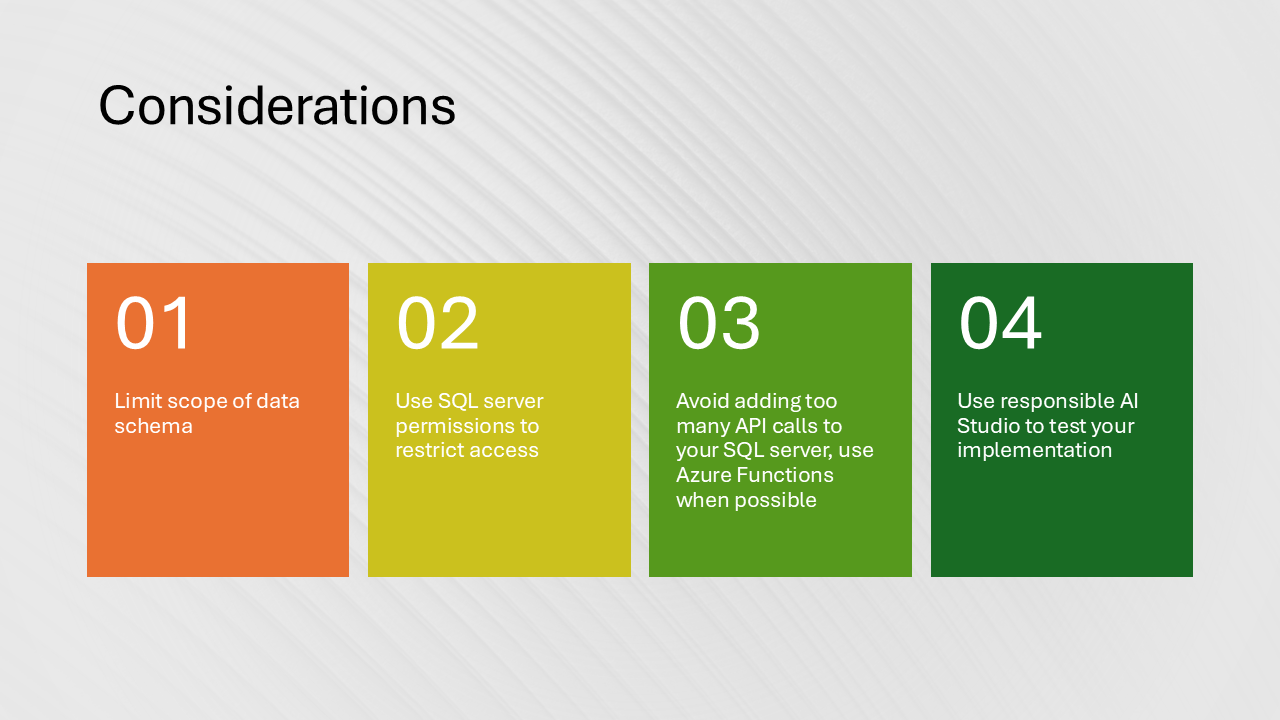 Considerations
01
Limit scope of data
schema
02
Use SQL server
permissions to
restrict access
03
Avoid adding too
many API calls to
your SQL server, use
Azure Functions
when possible
04
Use responsible AI
Studio to test your
implementation